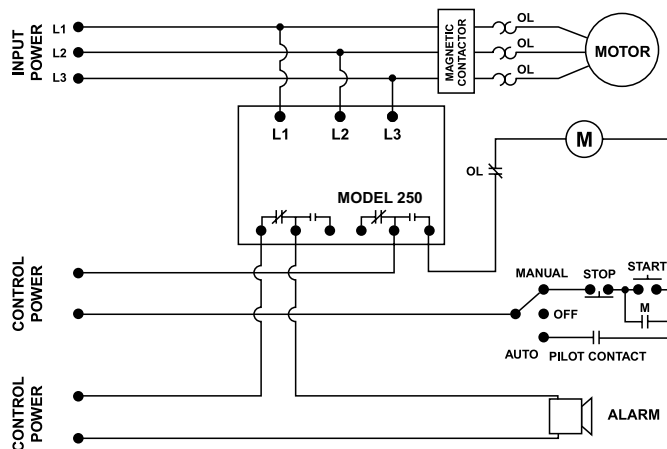 INPUT
POWER
L1
L2
L3
MAGNETIC
CONTACTOR
OL
OL
OL
MOTOR
L1 L2 L3
MODEL 250
OL
M
CONTROL
POWER
MANUAL
STOP
START
M
OFF
AUTO
PILOT CONTACT
CONTROL
POWER
ALARM